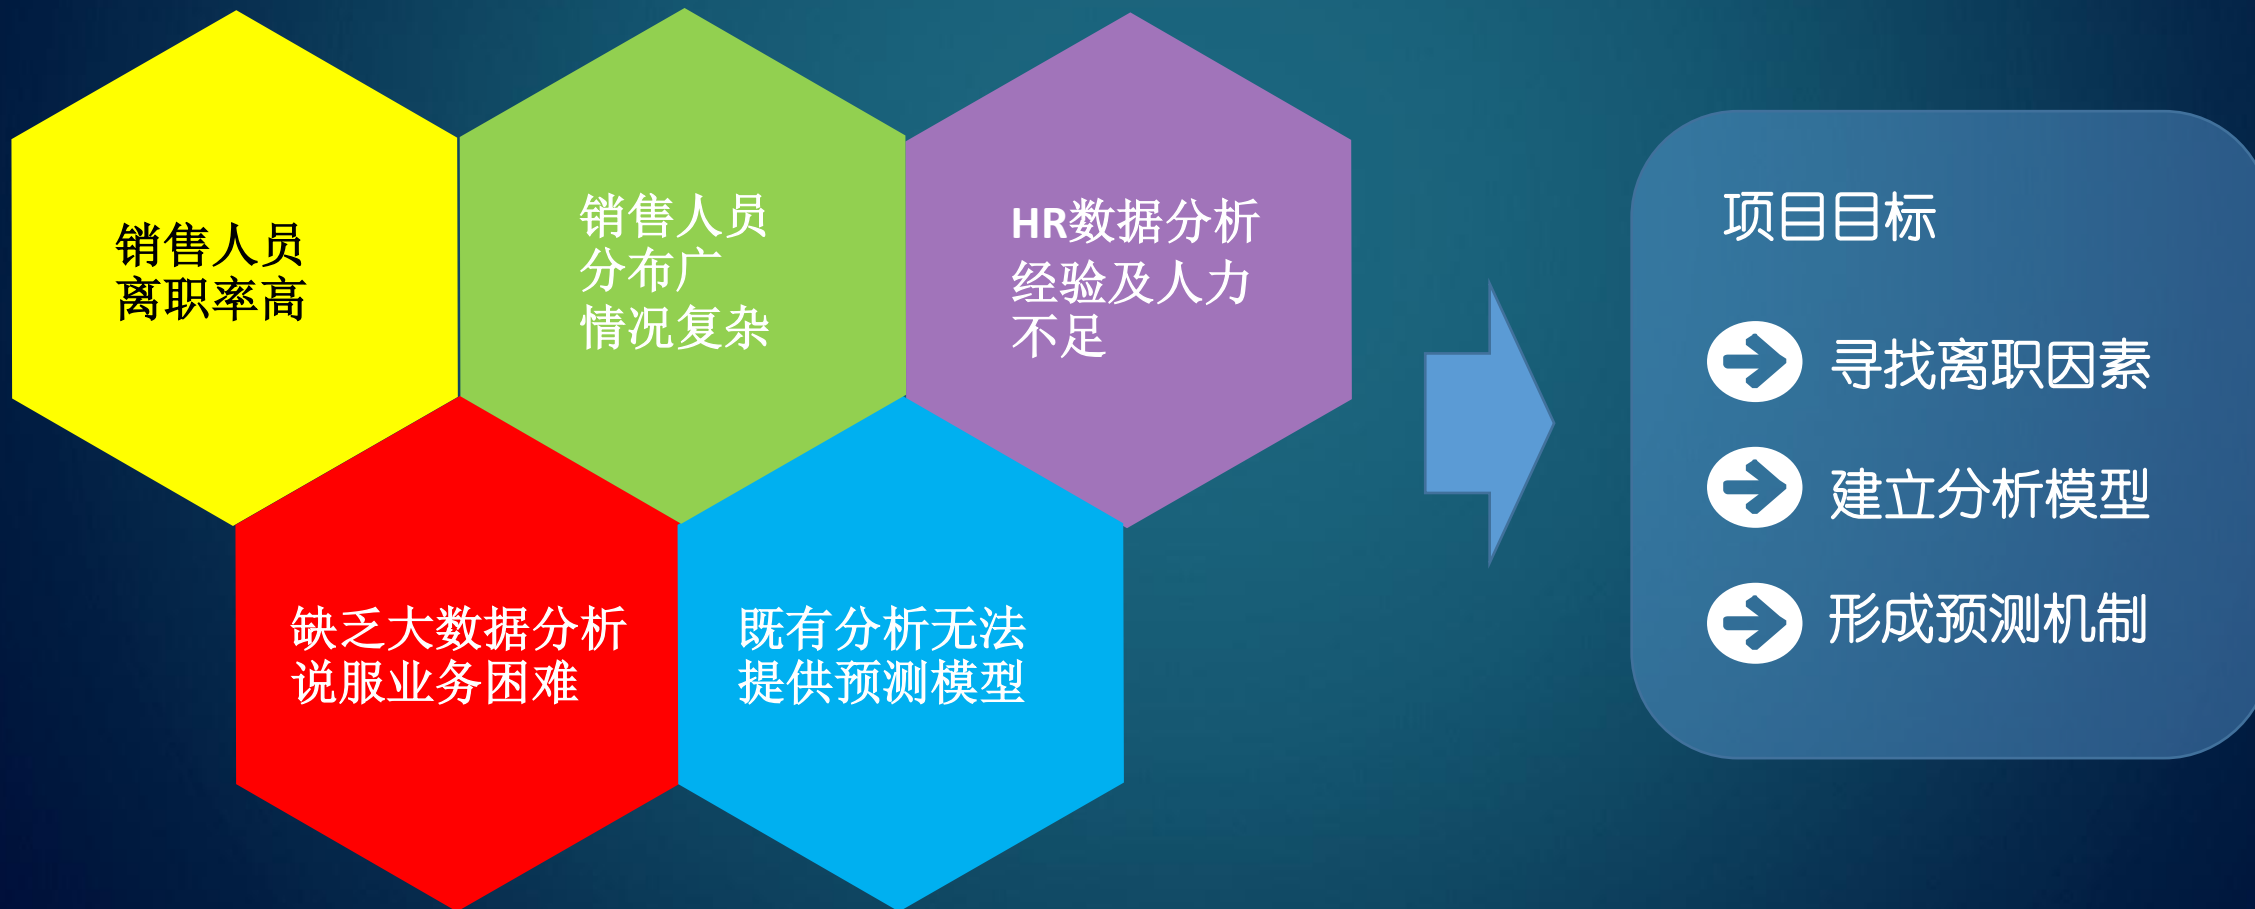 销售人员
离职率高
销售人员
分布广
情况复杂
HR数据分析
经验及人力
不足
缺乏大数据分析
说服业务困难
既有分析无法
提供预测模型
项目目标
寻找离职因素
建立分析模型
形成预测机制